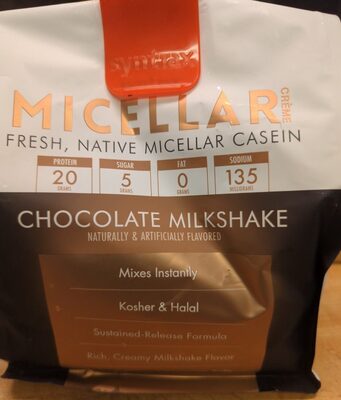 syntrax
MICELLAR CRÈME
FRESH, NATIVE MICELLAR CASEIN
PROTEIN SUGAR FAT SODIUM
20 5 0 135
GRAMS GRAMS GRAMS MILLIGRAMS
CHOCOLATE MILKSHAKE
NATURALLY & ARTIFICIALLY FLAVORED
Mixes Instantly
Kosher & Halal
Sustained-Release Formula
Rich, Creamy Milkshake Flavor